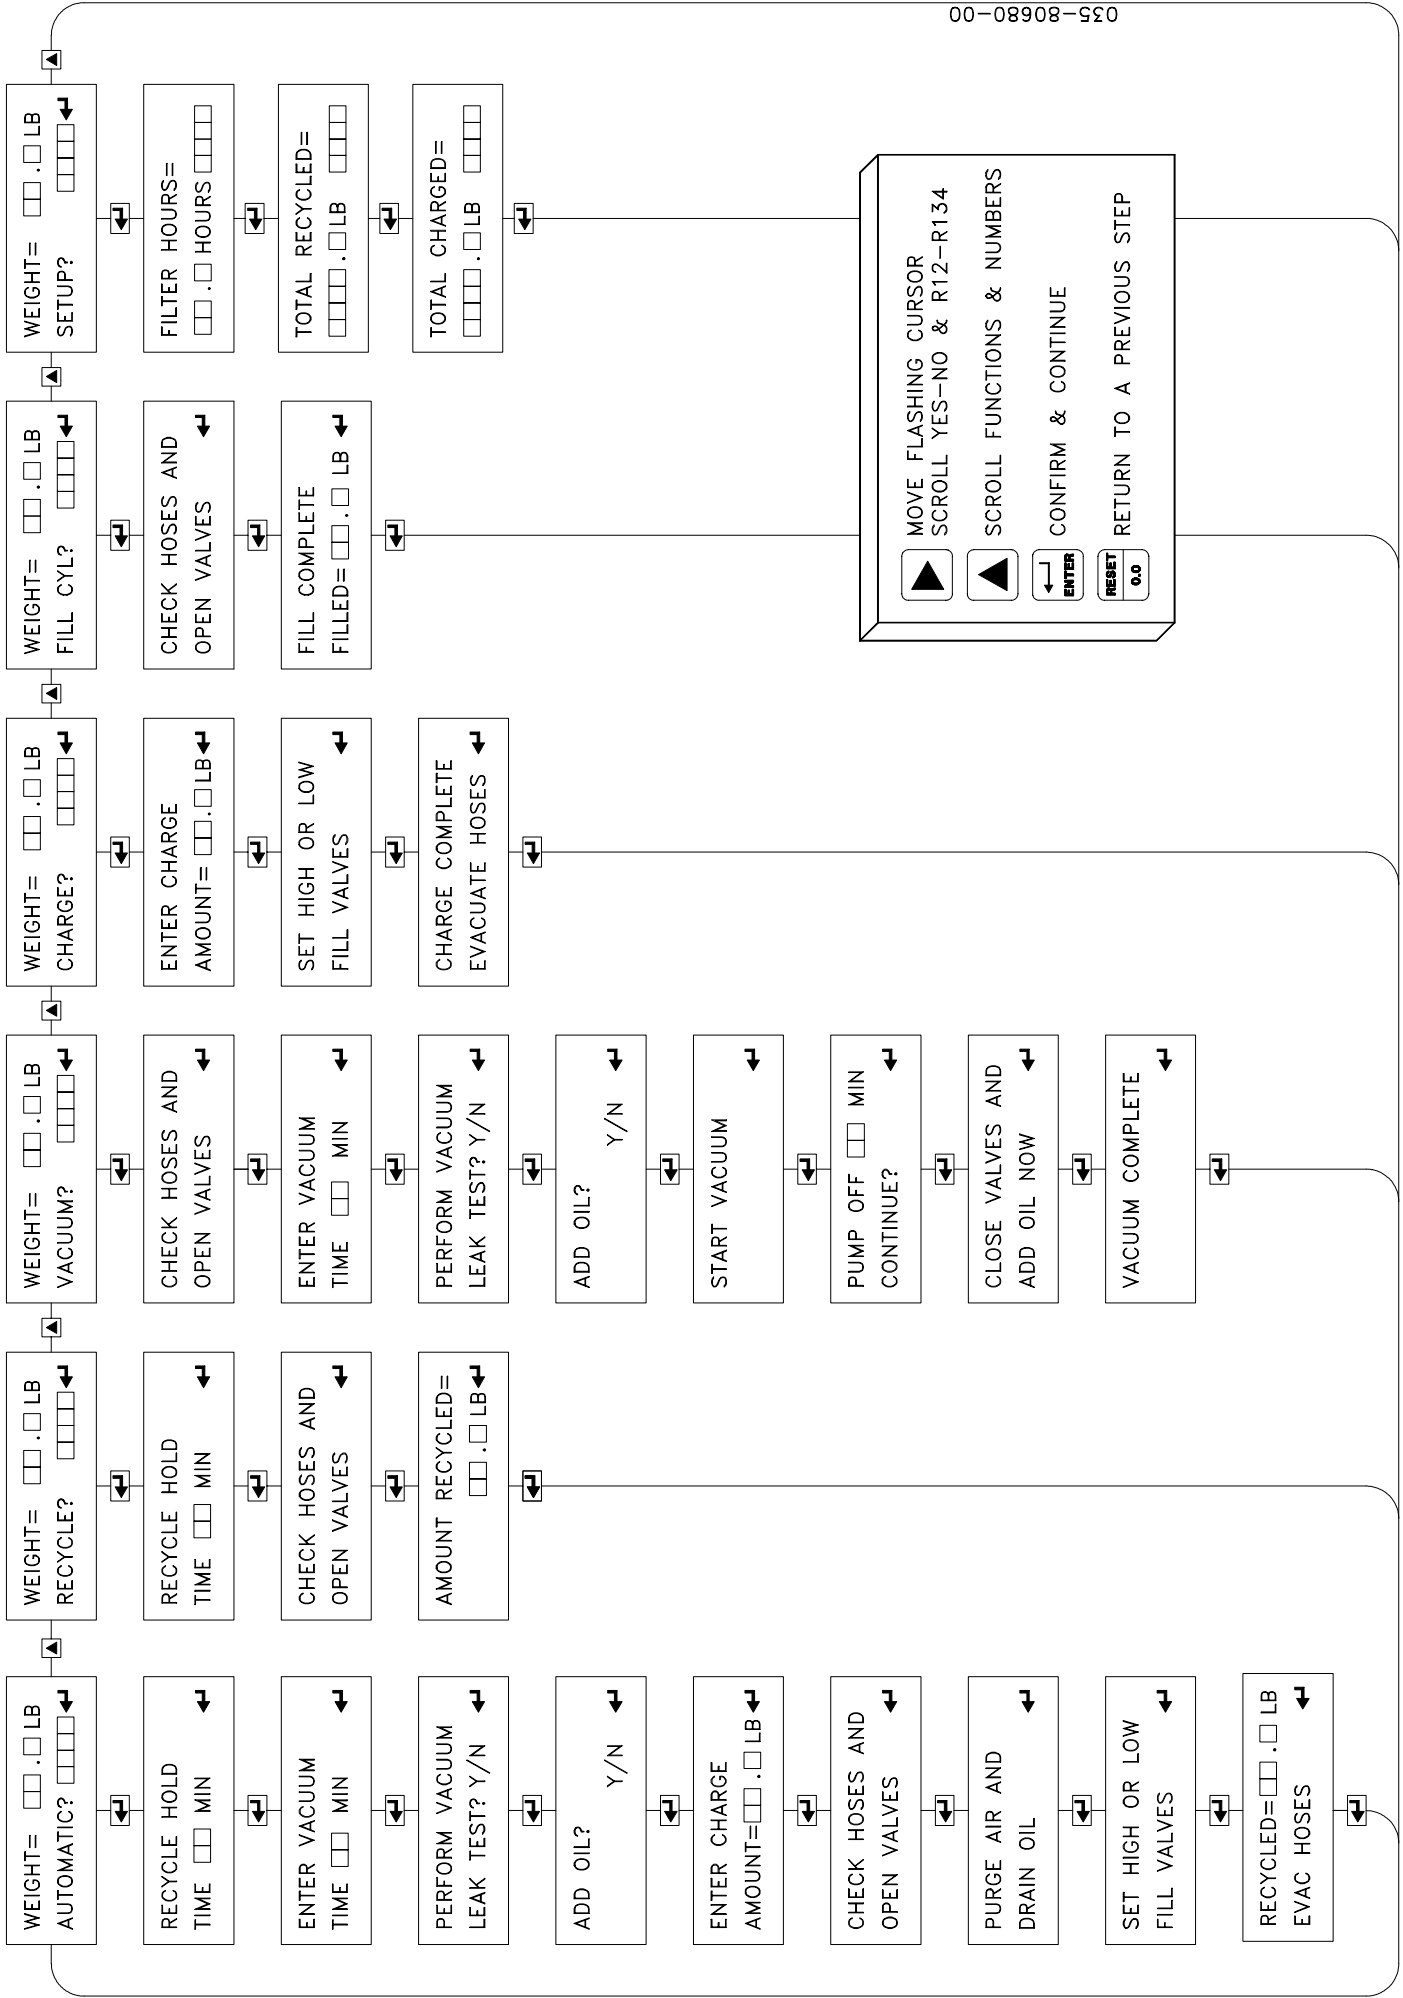 WEIGHT= .LB
AUTOMATIC?
RECYCLE HOLD
TIME MIN
ENTER VACUUM
TIME MIN
PERFORM VACUUM
LEAK TEST? Y/N
ADD OIL?
Y/N
ENTER CHARGE
AMOUNT= . LB
CHECK HOSES AND
OPEN VALVES
PURGE AIR AND
DRAIN OIL
SET HIGH OR LOW
FILL VALVES
RECYCLED= . LB
EVAC HOSES
WEIGHT= . LB
RECYCLE?
RECYCLE HOLD
TIME MIN
CHECK HOSES AND
OPEN VALVES
AMOUNT RECYCLED=
. LB
WEIGHT= . LB
VACUUM?
CHECK HOSES AND
OPEN VALVES
ENTER VACUUM
TIME MIN
PERFORM VACUUM
LEAK TEST? Y/N
ADD OIL?
Y/N
START VACUUM
PUMP OFF MIN
CONTINUE?
CLOSE VALVES AND
ADD OIL NOW
VACUUM COMPLETE
WEIGHT= . LB
CHARGE?
ENTER CHARGE
AMOUNT= . LB
SET HIGH OR LOW
FILL VALVES
CHARGE COMPLETE
EVACUATE HOSES
WEIGHT= . LB
FILL CYL?
CHECK HOSES AND
OPEN VALVES
FILL COMPLETE
FILLED= . LB
WEIGHT= . LB
SETUP?
FILTER HOURS=
. HOURS
TOTAL RECYCLED=
. LB
TOTAL CHARGED=
. LB
MOVE FLASHING CURSOR
SCROLL YES-NO & R12-R134
SCROLL FUNCTIONS & NUMBERS
ENTER CONFIRM & CONTINUE
RESET RETURN TO A PREVIOUS STEP
0.0
035-80680-00